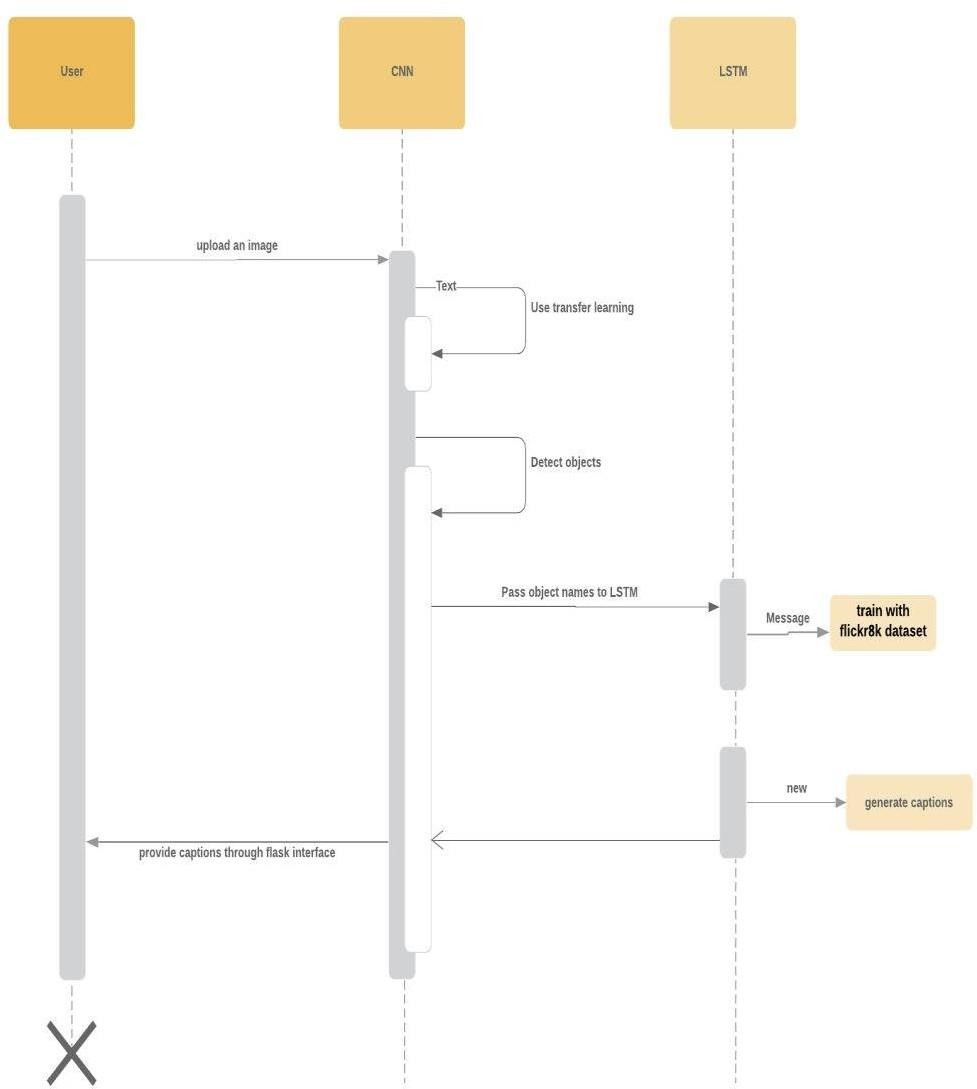 User
CNN
LSTM
upload an image
Text
Use transfer learning
Detect objects
Pass object names to LSTM
Message
train with
flickr8k dataset
new
generate captions
provide captions through flask interface